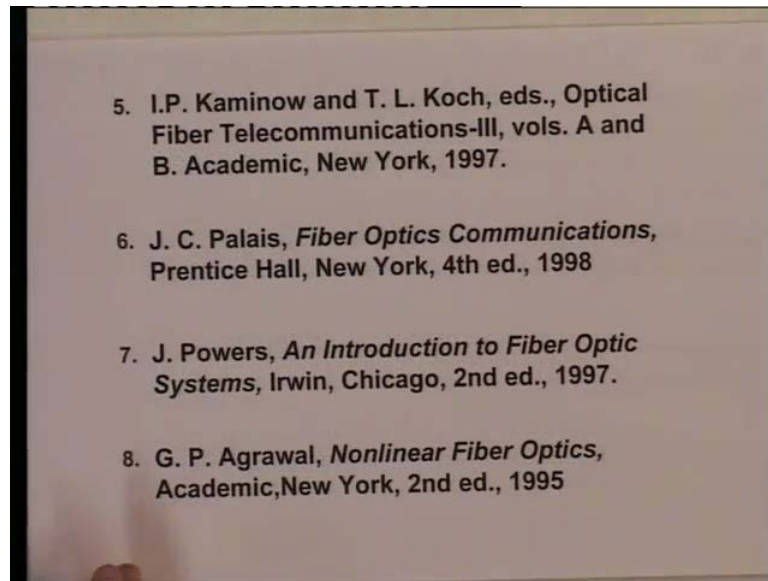 5. I.P. Kaminow and T. L. Koch, eds., Optical
Fiber Telecommunications-III, vols. A and
B. Academic, New York, 1997.
6. J. C. Palais, Fiber Optics Communications,
Prentice Hall, New York, 4th ed., 1998
7. J. Powers, An Introduction to Fiber Optic
Systems, Irwin, Chicago, 2nd ed., 1997.
8. G. P. Agrawal, Nonlinear Fiber Optics,
Academic,New York, 2nd ed., 1995